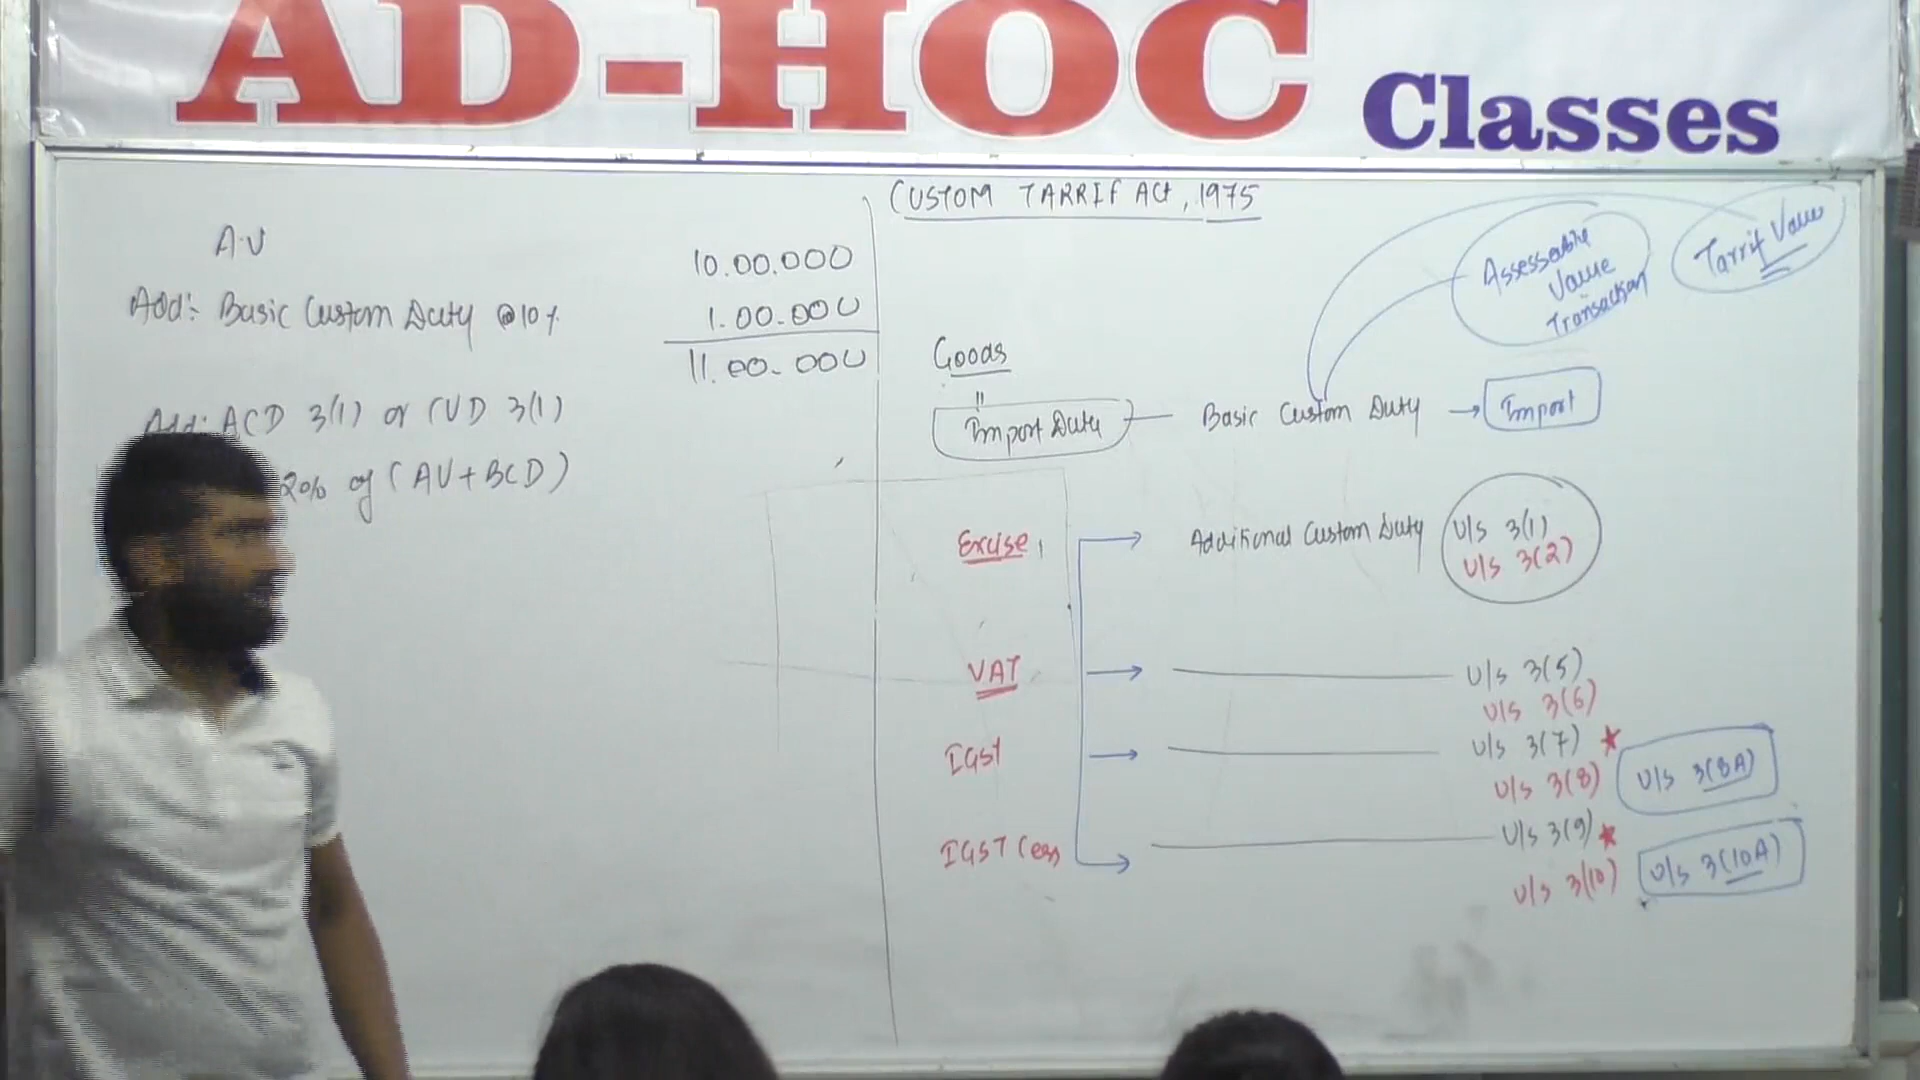 AD-HOC Classes
A.V 10.00.000
Add:- Basic Custom Duty @10% 1.00.000
11.00.000
Add: ACD 3(1) or CVD 3(1)
20% of (AV+BCD)
CUSTOM TARRIF ACt, 1975
Assessable
Value
Transaction
Tarrif Value
Goods
Import Duty Basic Custom Duty → Import
Excise, → Additional Custom Duty U/s 3(1)
U/s 3(2)
VAT → U/s 3(5)
U/s 3(6)
IGST → U/s 3(7) ★
U/s 3(8) U/s 3(8A)
IGST Cess → U/s 3(9) ★
U/s 3(10) U/s 3(10A)